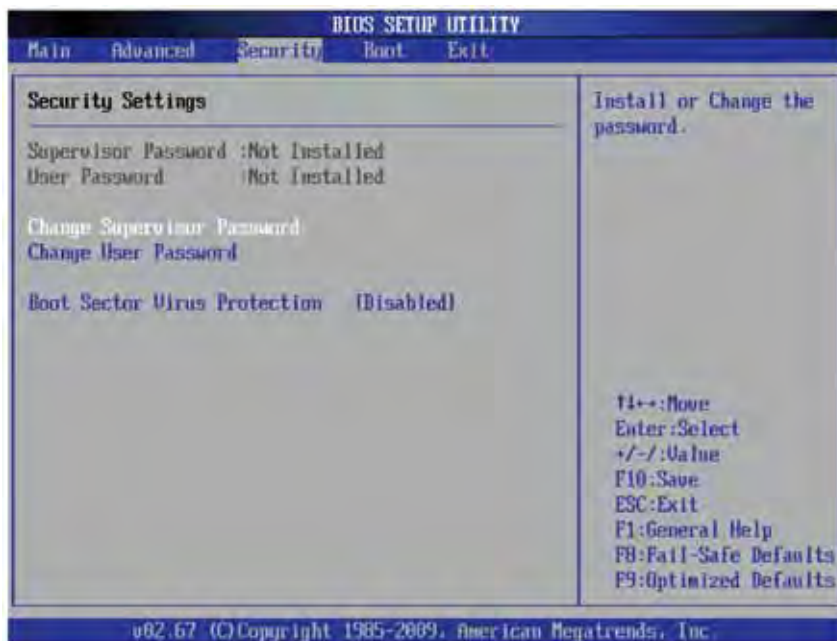 BIOS SETUP UTILITY
Main Advanced Security Boot Exit
Security Settings
Supervisor Password :Not Installed
User Password :Not Installed
Change Supervisor Password
Change User Password
Boot Sector Virus Protection [Disabled]
Install or Change the
password.
↑↓←→:Move
Enter:Select
+/-/:Value
F10:Save
ESC:Exit
F1:General Help
F8:Fail-Safe Defaults
F9:Optimized Defaults
v02.67 (C)Copyright 1985-2009, American Megatrends, Inc